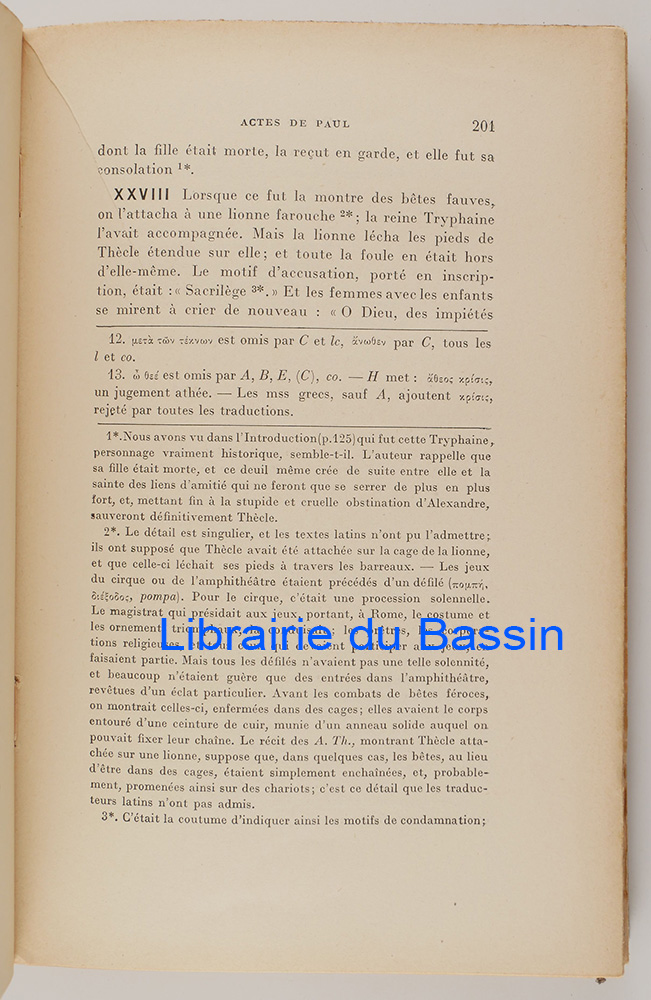 ACTES DE PAUL 201
dont la fille était morte, la reçut en garde, et elle fut sa
consolation 1*.
XXVIII Lorsque ce fut la montre des bêtes fauves,
on l'attacha à une lionne farouche 2*; la reine Tryphaine
l'avait accompagnée. Mais la lionne lécha les pieds de
Thècle étendue sur elle; et toute la foule en était hors
d'elle-même. Le motif d'accusation, porté en inscrip-
tion, était : « Sacrilège 3*. » Et les femmes avec les enfants
se mirent à crier de nouveau : « O Dieu, des impiétés
12. μετὰ τῶν τέκνων est omis par C et lc, ἄνωθεν par C, tous les
l et co.
13. ὦ θεέ est omis par A, B, E, (C), co. — H met : ἄθεος κρίσις,
un jugement athée. — Les mss grecs, sauf A, ajoutent κρίσις,
rejeté par toutes les traductions.
1*. Nous avons vu dans l'Introduction (p. 125) qui fut cette Tryphaine,
personnage vraiment historique, semble-t-il. L'auteur rappelle que
sa fille était morte, et ce deuil même crée de suite entre elle et la
sainte des liens d'amitié qui ne feront que se serrer de plus en plus
fort, et, mettant fin à la stupide et cruelle obstination d'Alexandre,
sauveront définitivement Thècle.
2*. Le détail est singulier, et les textes latins n'ont pu l'admettre;
ils ont supposé que Thècle avait été attachée sur la cage de la lionne,
et que celle-ci léchait ses pieds à travers les barreaux. — Les jeux
du cirque ou de l'amphithéâtre étaient précédés d'un défilé (πομπή,
διέξοδος, pompa). Pour le cirque, c'était une procession solennelle.
Le magistrat qui présidait aux jeux, portant, à Rome, le costume et
les ornements
Librairie du Bassin
tions religieuses
faisaient partie. Mais tous les défilés n'avaient pas une telle solennité,
et beaucoup n'étaient guère que des entrées dans l'amphithéâtre,
revêtues d'un éclat particulier. Avant les combats de bêtes féroces,
on montrait celles-ci, enfermées dans des cages; elles avaient le corps
entouré d'une ceinture de cuir, munie d'un anneau solide auquel on
pouvait fixer leur chaîne. Le récit des A. Th., montrant Thècle atta-
chée sur une lionne, suppose que, dans quelques cas, les bêtes, au lieu
d'être dans des cages, étaient simplement enchaînées, et, probable-
ment, promenées ainsi sur des chariots; c'est ce détail que les traduc-
teurs latins n'ont pas admis.
3*. C'était la coutume d'indiquer ainsi les motifs de condamnation;